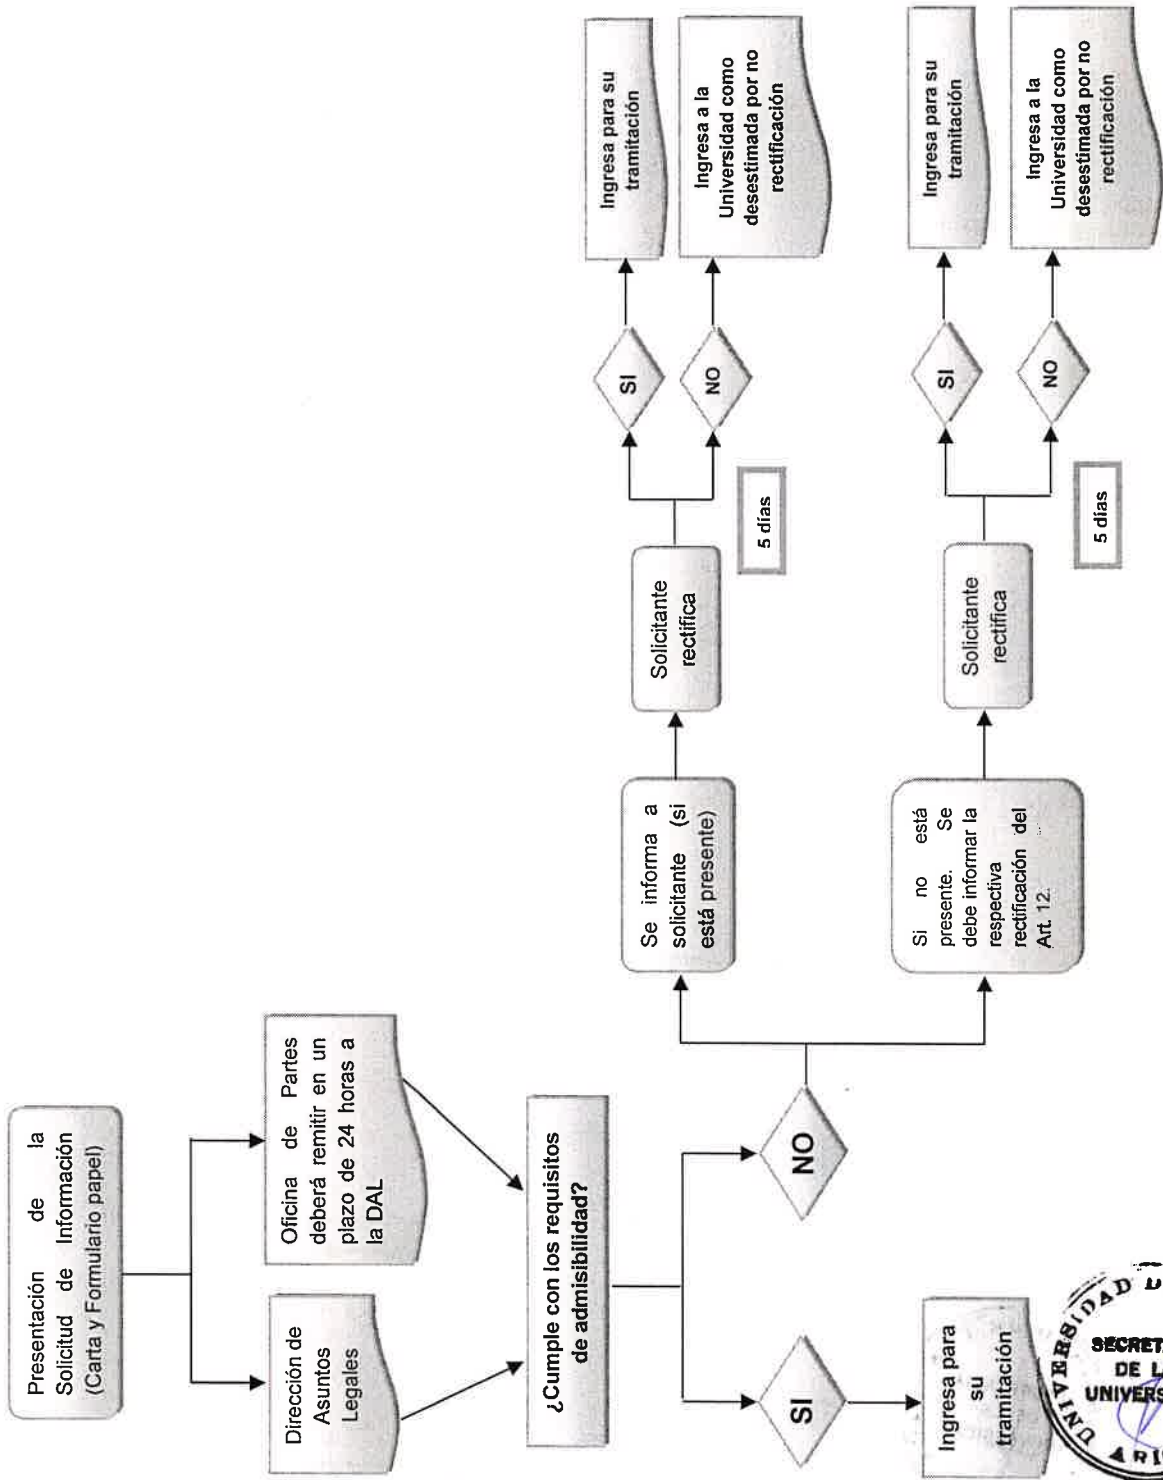 Presentación de la
Solicitud de Información
(Carta y Formulario papel)
Dirección de
Asuntos
Legales
Oficina de Partes
deberá remitir en un
plazo de 24 horas a
la DAL
¿Cumple con los requisitos
de admisibilidad?
SI
NO
Ingresa para
su
tramitación
Se informa a
solicitante (si
está presente)
Solicitante
rectifica
5 días
SI
NO
Ingresa para su
tramitación
Ingresa a la
Universidad como
desestimada por no
rectificación
Si no está
presente. Se
debe informar la
respectiva
rectificación del
Art. 12.
Solicitante
rectifica
5 días
SI
NO
Ingresa para su
tramitación
Ingresa a la
Universidad como
desestimada por no
rectificación
UNIVERSIDAD D
SECRET
DE L
UNIVERS
ARI